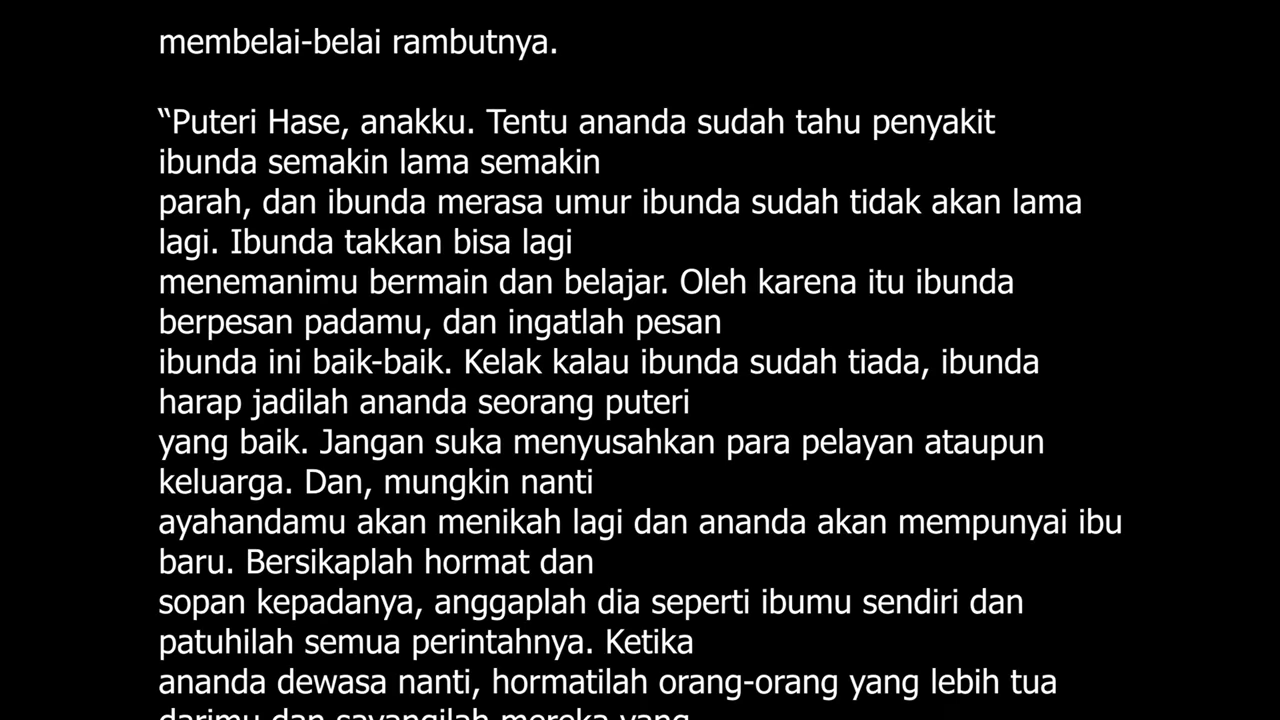 membelai-belai rambutnya.
“Puteri Hase, anakku. Tentu ananda sudah tahu penyakit
ibunda semakin lama semakin
parah, dan ibunda merasa umur ibunda sudah tidak akan lama
lagi. Ibunda takkan bisa lagi
menemanimu bermain dan belajar. Oleh karena itu ibunda
berpesan padamu, dan ingatlah pesan
ibunda ini baik-baik. Kelak kalau ibunda sudah tiada, ibunda
harap jadilah ananda seorang puteri
yang baik. Jangan suka menyusahkan para pelayan ataupun
keluarga. Dan, mungkin nanti
ayahandamu akan menikah lagi dan ananda akan mempunyai ibu
baru. Bersikaplah hormat dan
sopan kepadanya, anggaplah dia seperti ibumu sendiri dan
patuhilah semua perintahnya. Ketika
ananda dewasa nanti, hormatilah orang-orang yang lebih tua
darimu dan sayangilah mereka yang